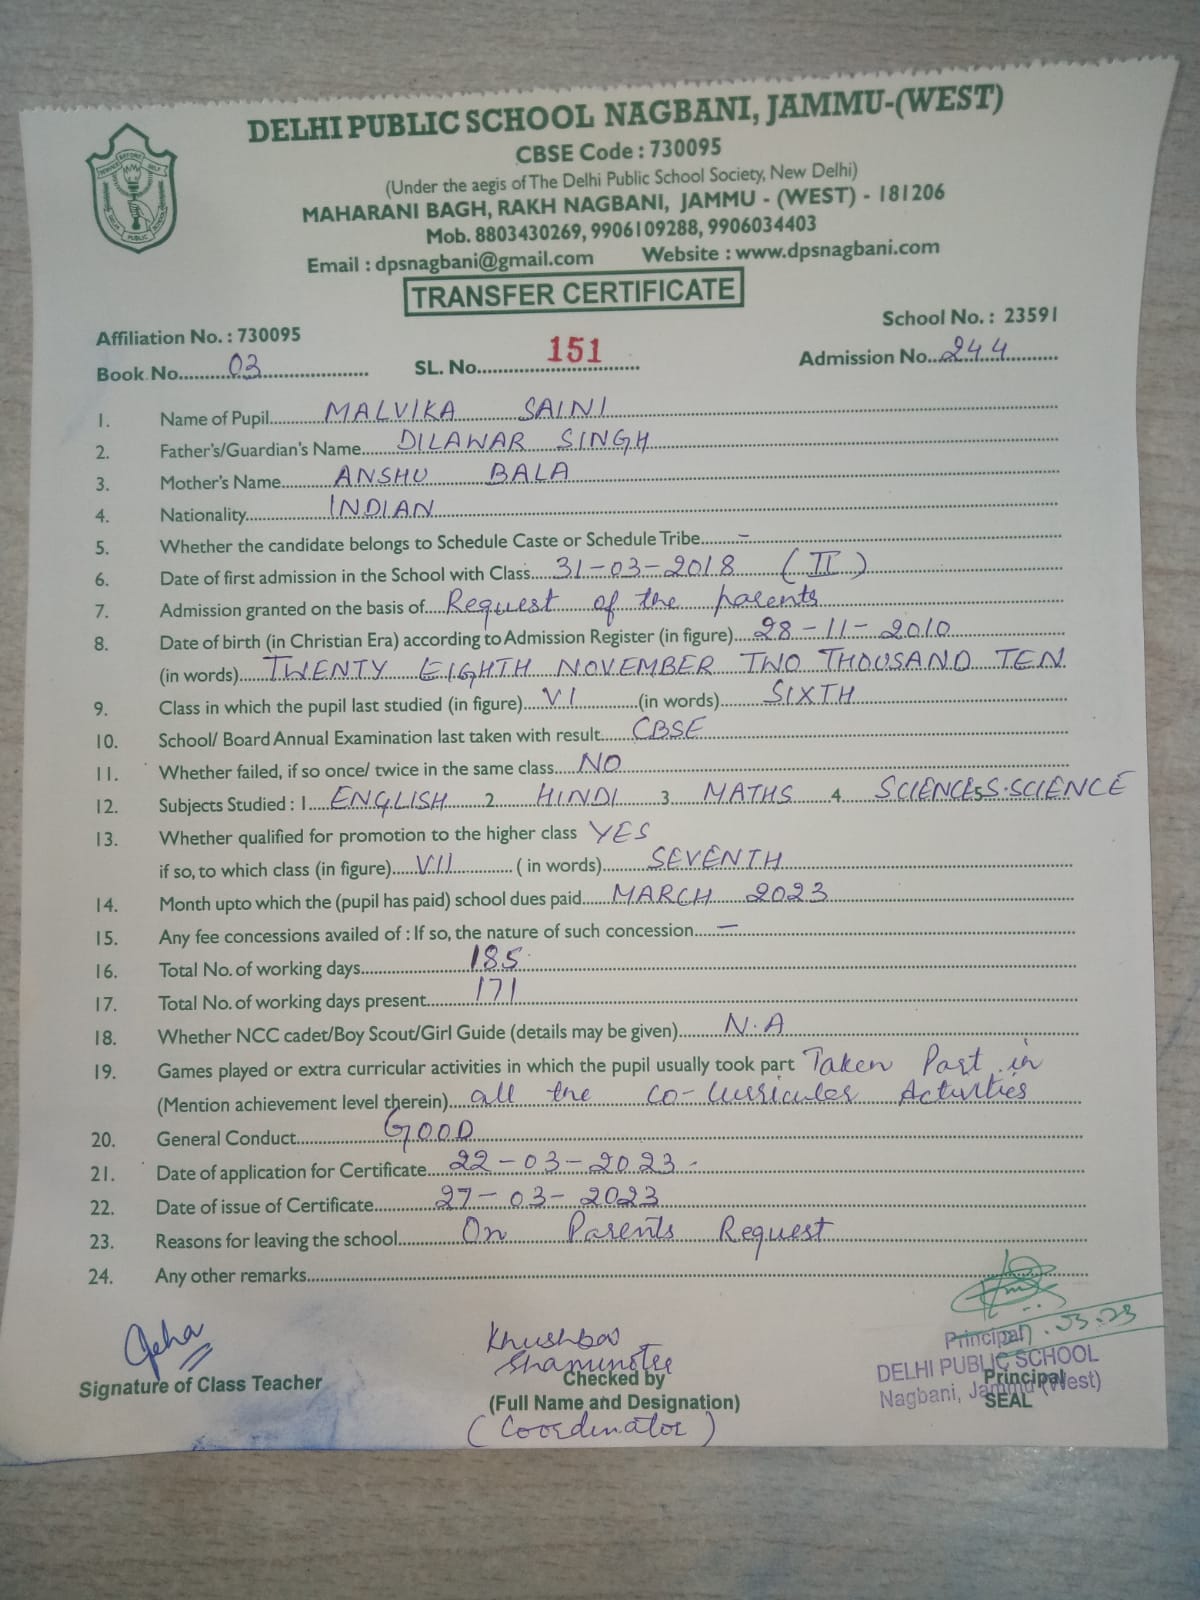 DELHI PUBLIC SCHOOL NAGBANI, JAMMU-(WEST)
CBSE Code : 730095
(Under the aegis of The Delhi Public School Society, New Delhi)
MAHARANI BAGH, RAKH NAGBANI, JAMMU - (WEST) - 181206
Mob. 8803430269, 9906109288, 9906034403
Email : dpsnagbani@gmail.com Website : www.dpsnagbani.com
SERVICE BEFORE SELF
DELHI PUBLIC SCHOOL
TRANSFER CERTIFICATE
Affiliation No. : 730095 School No. : 23591
Book No. 03 SL. No. 151 Admission No. 244
1. Name of Pupil MALVIKA SAINI
2. Father's/Guardian's Name DILAWAR SINGH
3. Mother's Name ANSHU BALA
4. Nationality INDIAN
5. Whether the candidate belongs to Schedule Caste or Schedule Tribe -
6. Date of first admission in the School with Class 31-03-2018 (II)
7. Admission granted on the basis of Request of the parents
8. Date of birth (in Christian Era) according to Admission Register (in figure) 28-11-2010
(in words) TWENTY EIGHTH NOVEMBER TWO THOUSAND TEN
9. Class in which the pupil last studied (in figure) VI (in words) SIXTH
10. School/ Board Annual Examination last taken with result CBSE
11. Whether failed, if so once/ twice in the same class NO
12. Subjects Studied : 1 ENGLISH 2 HINDI 3 MATHS 4 SCIENCE 5 S.SCIENCE
13. Whether qualified for promotion to the higher class YES
if so, to which class (in figure) VII ( in words) SEVENTH
14. Month upto which the (pupil has paid) school dues paid MARCH 2023
15. Any fee concessions availed of : If so, the nature of such concession -
16. Total No. of working days 185
17. Total No. of working days present 171
18. Whether NCC cadet/Boy Scout/Girl Guide (details may be given) N.A
19. Games played or extra curricular activities in which the pupil usually took part Taken Part in
(Mention achievement level therein) all the co-curricular Activities
20. General Conduct GOOD
21. Date of application for Certificate 22-03-2023
22. Date of issue of Certificate 27-03-2023
23. Reasons for leaving the school On Parents Request
24. Any other remarks
Signature of Class Teacher
Checked by
(Full Name and Designation)
(Coordinator)
Principal
DELHI PUBLIC SCHOOL
Nagbani, Jammu (West)
Principal
SEAL